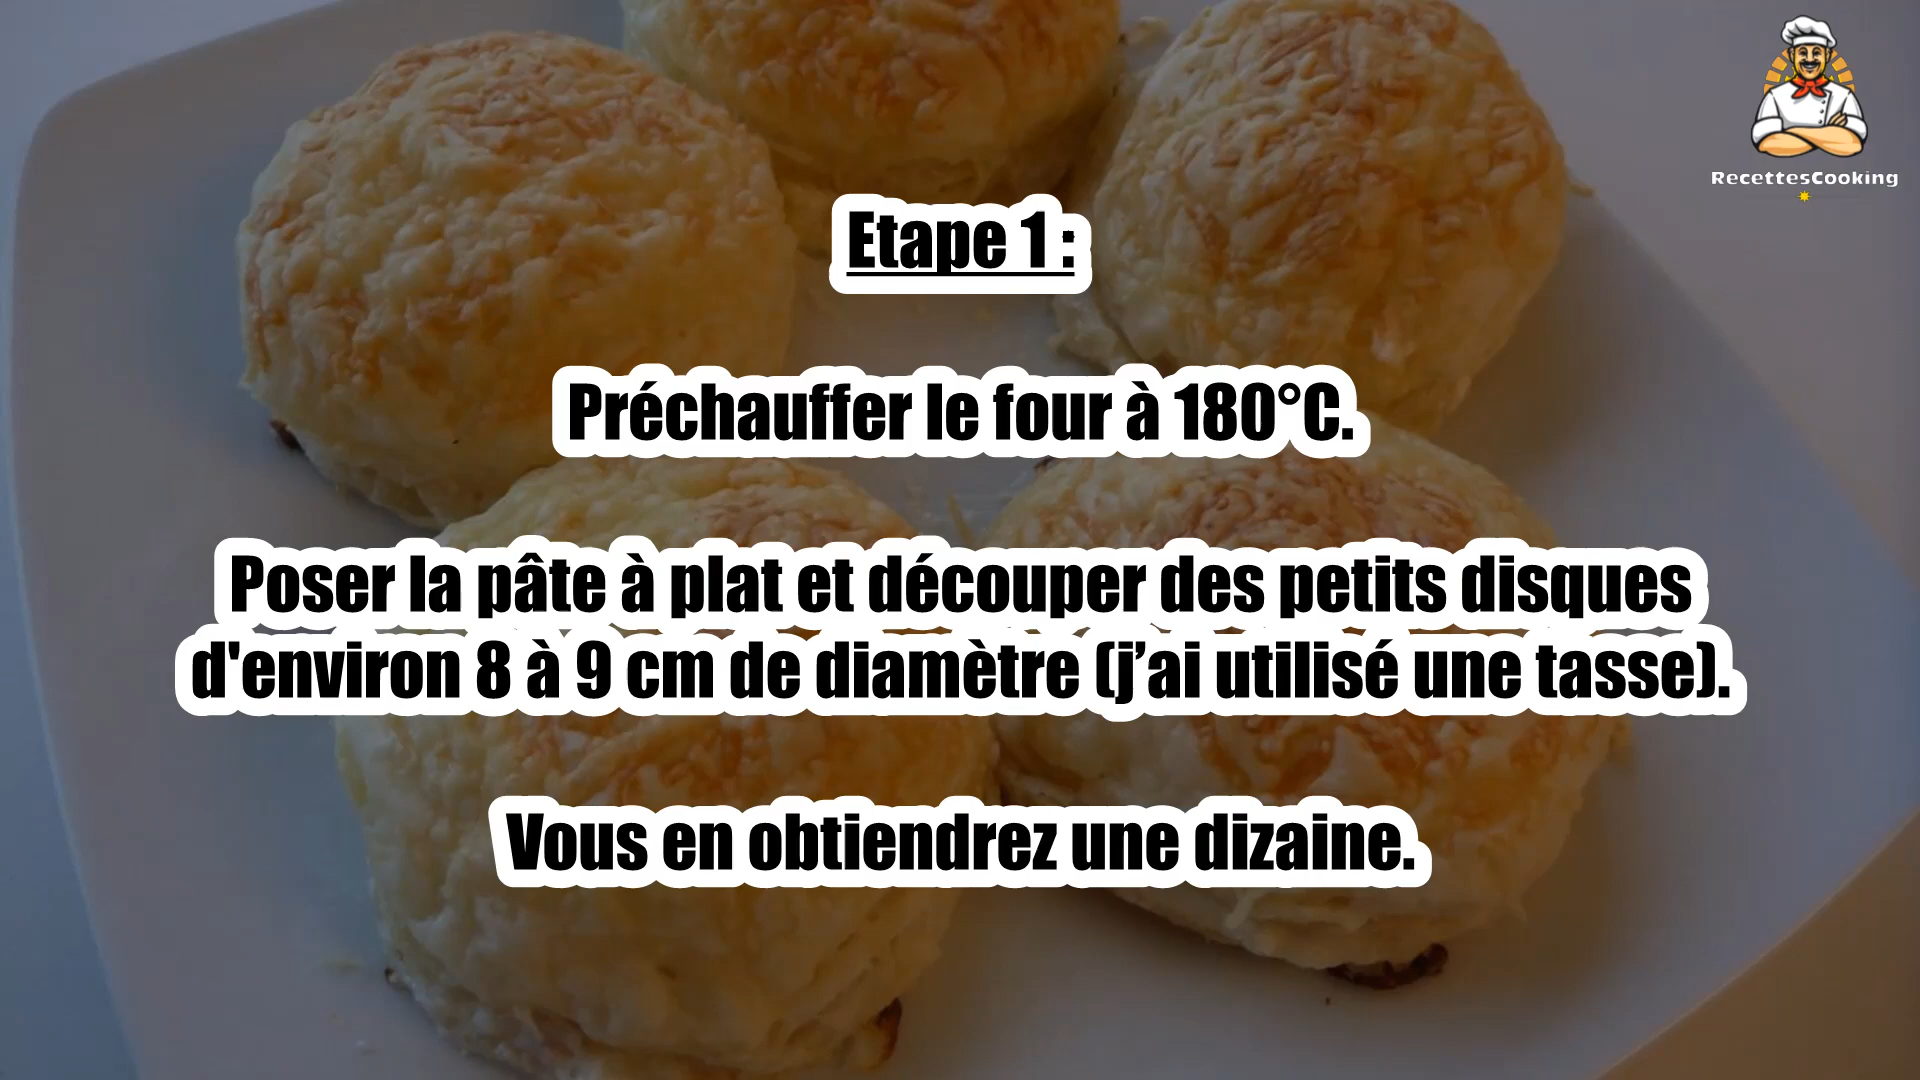 RecettesCooking
Etape 1 :
Préchauffer le four à 180°C.
Poser la pâte à plat et découper des petits disques
d'environ 8 à 9 cm de diamètre (j’ai utilisé une tasse).
Vous en obtiendrez une dizaine.